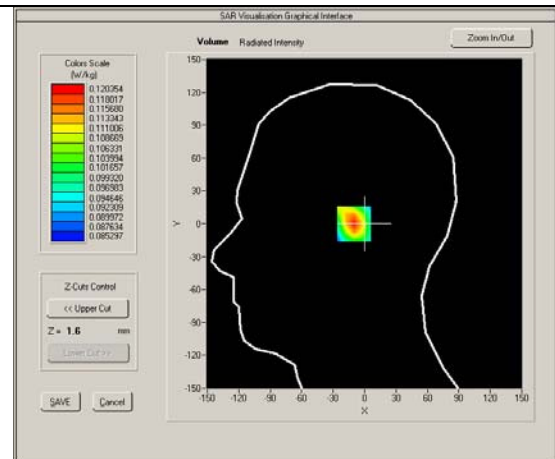 SAR Visualisation Graphical Interface
Volume Radiated Intensity
Zoom In/Out
Colors Scale
(W/kg)
0.120354
0.118017
0.115680
0.113343
0.111006
0.108669
0.106331
0.103994
0.101657
0.099320
0.096983
0.094646
0.092309
0.089972
0.087634
0.085297
150
120
90
60
30
0
-30
-60
-90
-120
-150
Y
-150 -120 -90 -60 -30 0 30 60 90 120 150
X
Z-Cuts Control
<< Upper Cut
Z = 1.6 mm
Lower Cut >>
SAVE Cancel